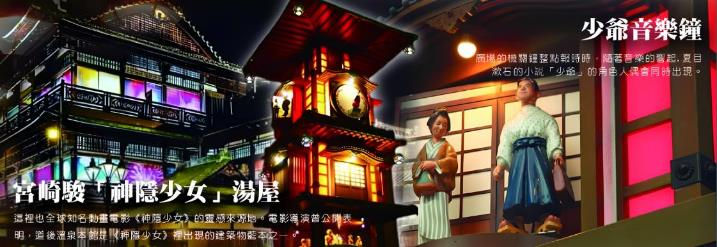 少爺音樂鐘
廣場的機關鐘整點報時時，隨著音樂的響起，夏目
漱石的小說「少爺」的角色人偶會同時出現。
宮崎駿「神隱少女」湯屋
這裡也全球知名動畫電影《神隱少女》的靈感來源地。電影導演曾公開表
明，道後溫泉本館是《神隱少女》裡出現的建築物藍本之一。